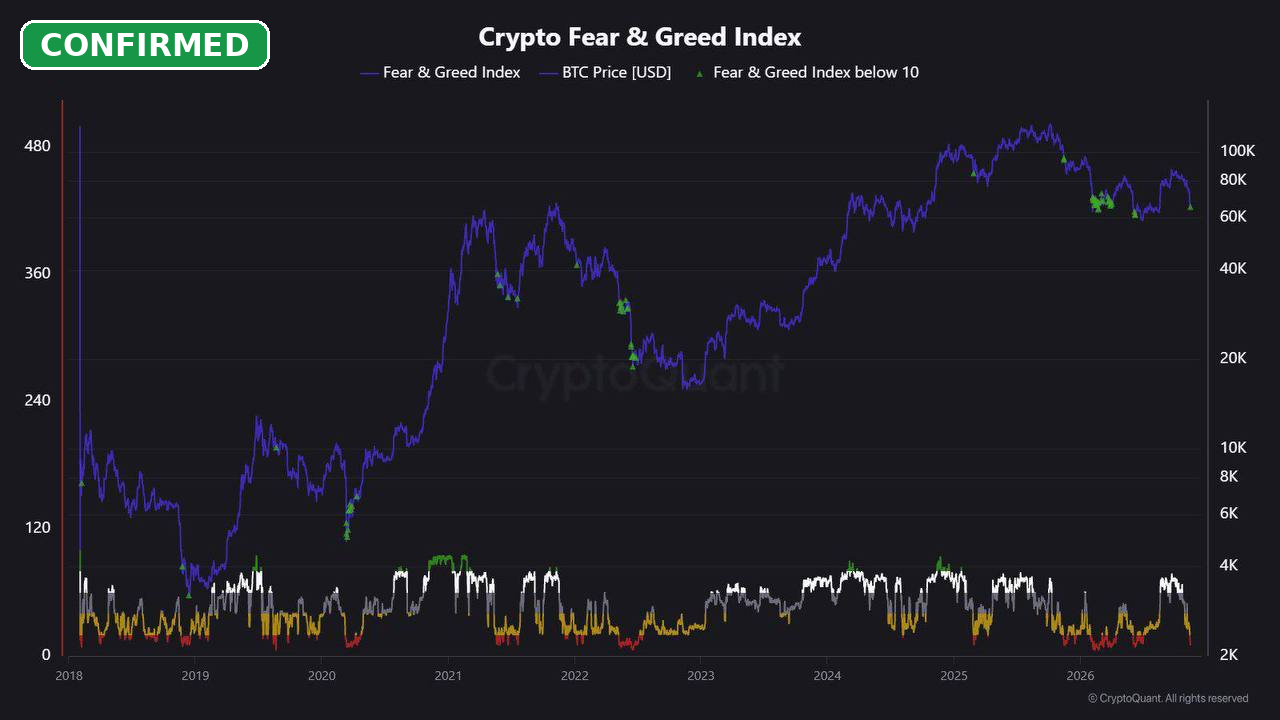 CONFIRMED
Crypto Fear & Greed Index
Fear & Greed Index BTC Price [USD] Fear & Greed Index below 10
480
360
240
120
0
100K
80K
60K
40K
20K
10K
8K
6K
4K
2K
CryptoQuant
2018 2019 2020 2021 2022 2023 2024 2025 2026
© CryptoQuant. All rights reserved